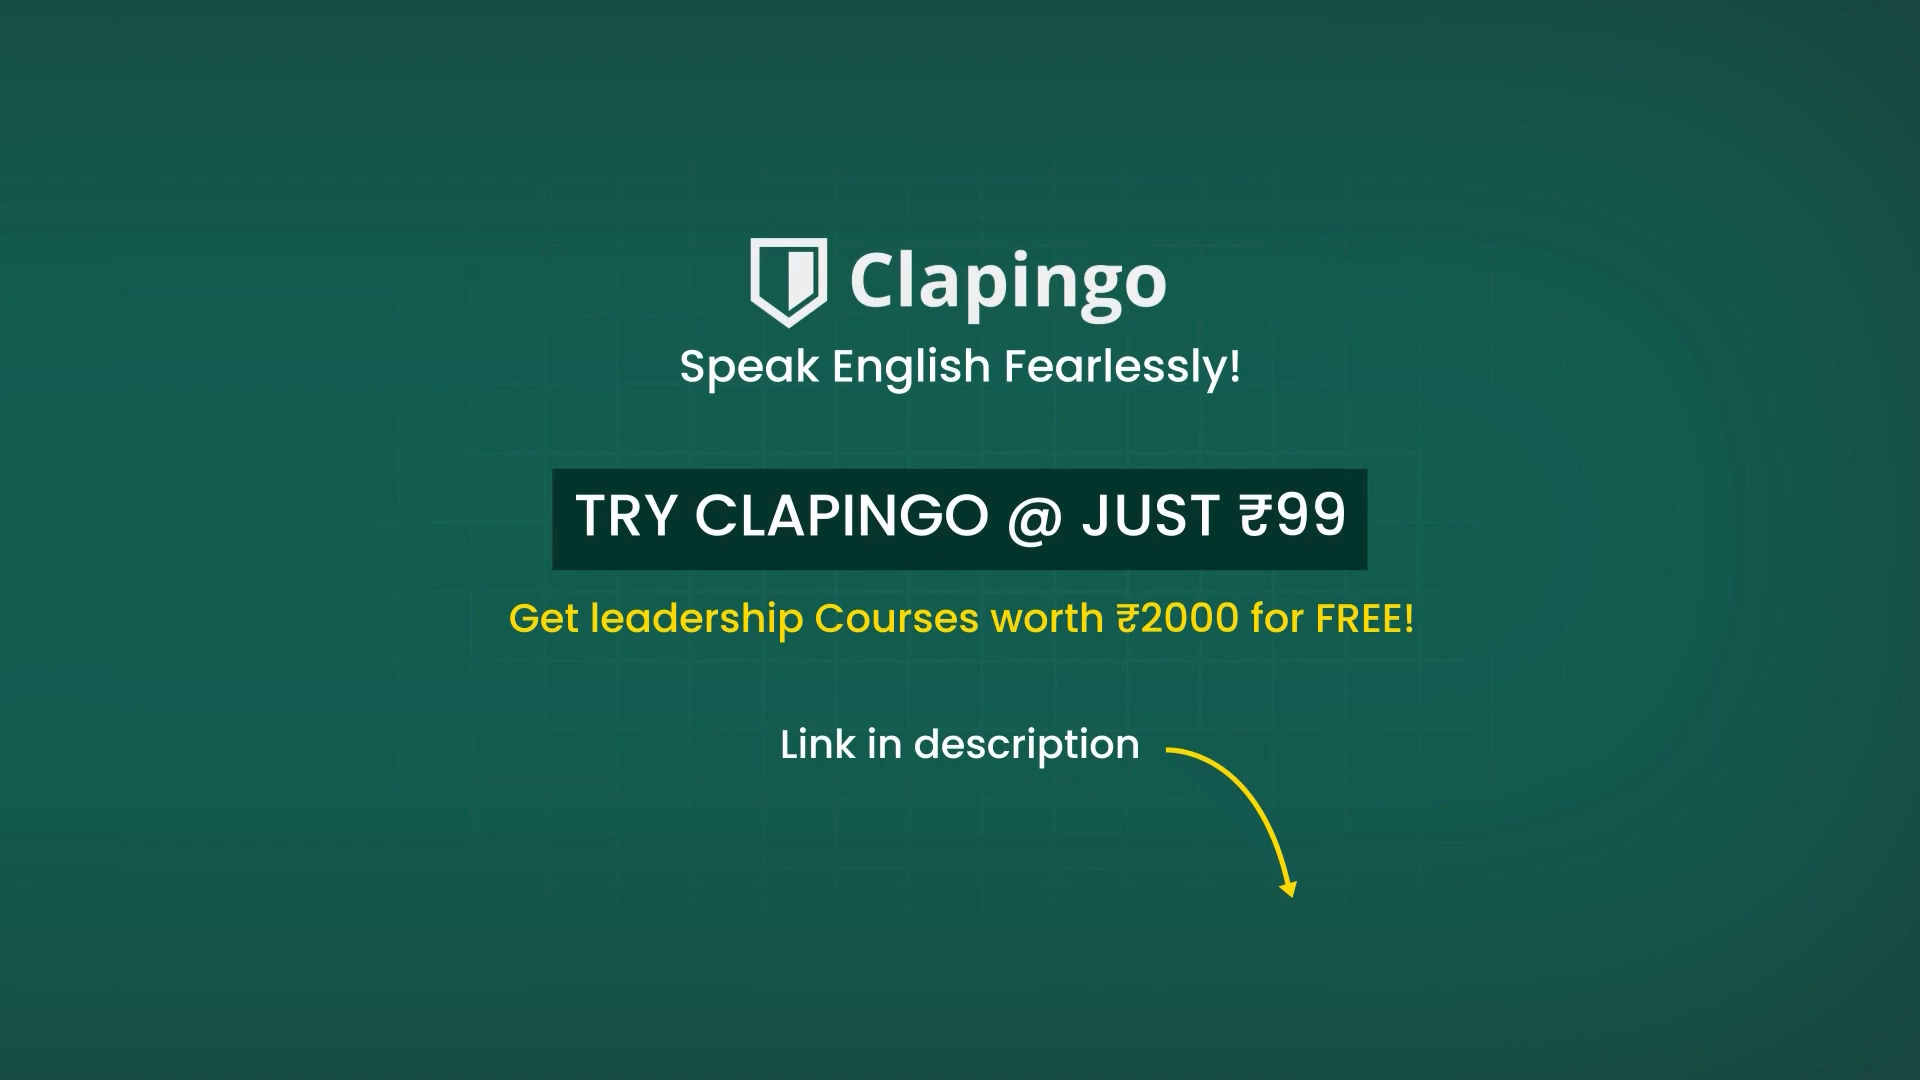 Clapingo
Speak English Fearlessly!
TRY CLAPINGO @ JUST ₹99
Get leadership Courses worth ₹2000 for FREE!
Link in description